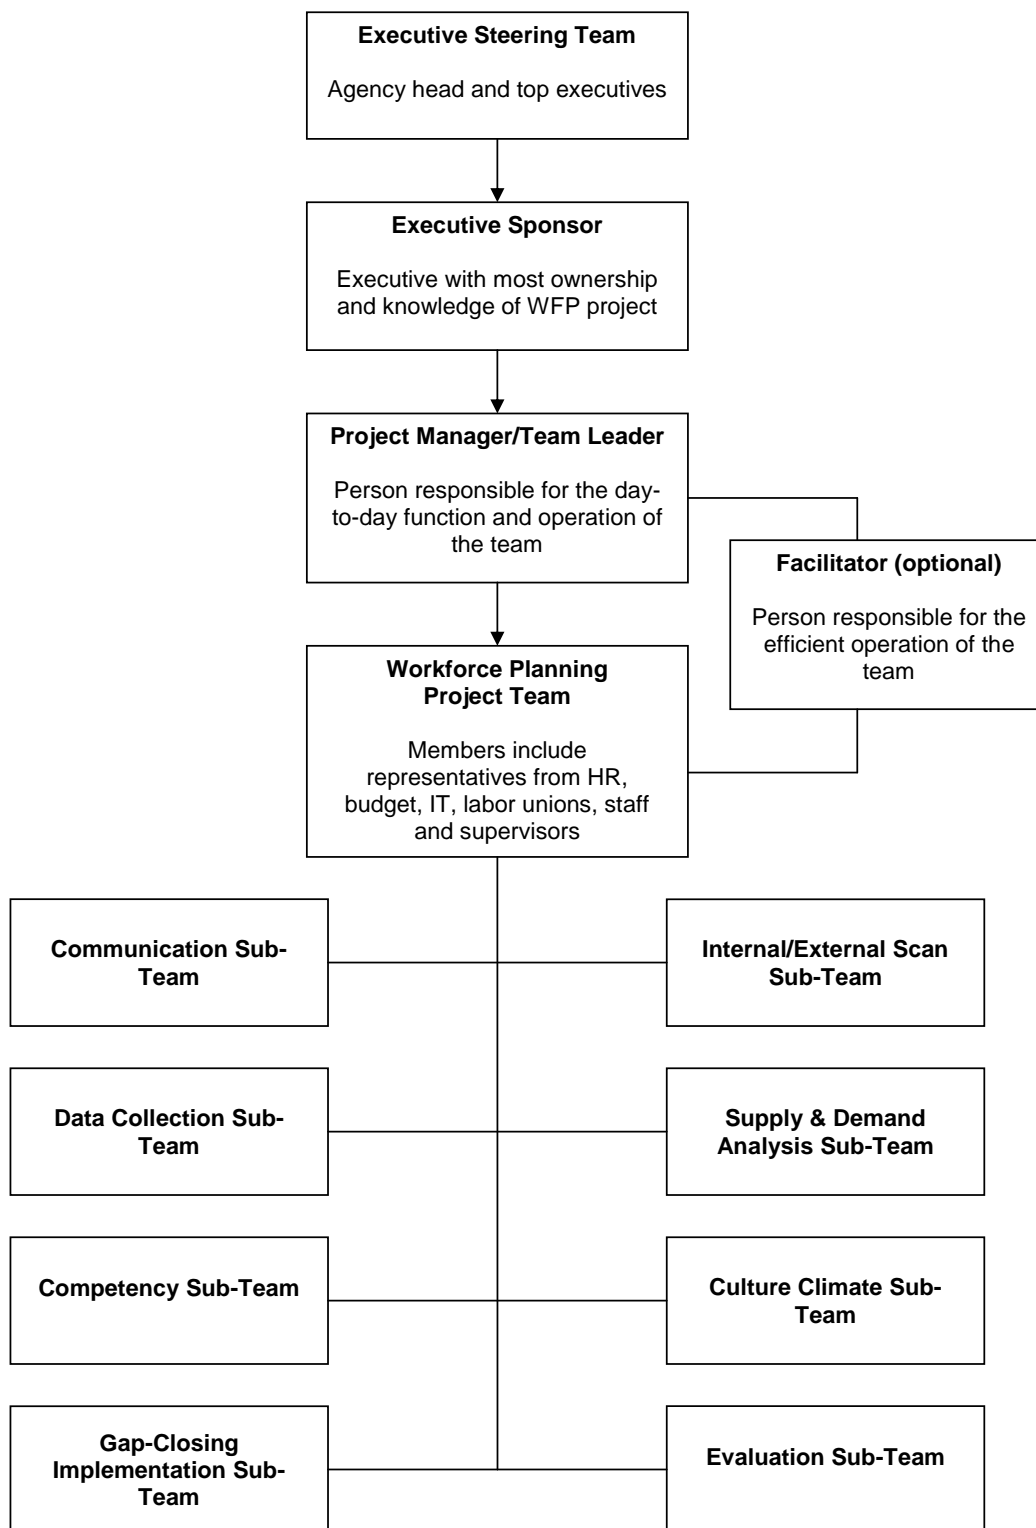 Executive Steering Team
Agency head and top executives
Executive Sponsor
Executive with most ownership
and knowledge of WFP project
Project Manager/Team Leader
Person responsible for the day-
to-day function and operation of
the team
Facilitator (optional)
Person responsible for the
efficient operation of the
team
Workforce Planning
Project Team
Members include
representatives from HR,
budget, IT, labor unions, staff
and supervisors
Communication Sub-
Team
Internal/External Scan
Sub-Team
Data Collection Sub-
Team
Supply & Demand
Analysis Sub-Team
Competency Sub-Team
Culture Climate Sub-
Team
Gap-Closing
Implementation Sub-
Team
Evaluation Sub-Team